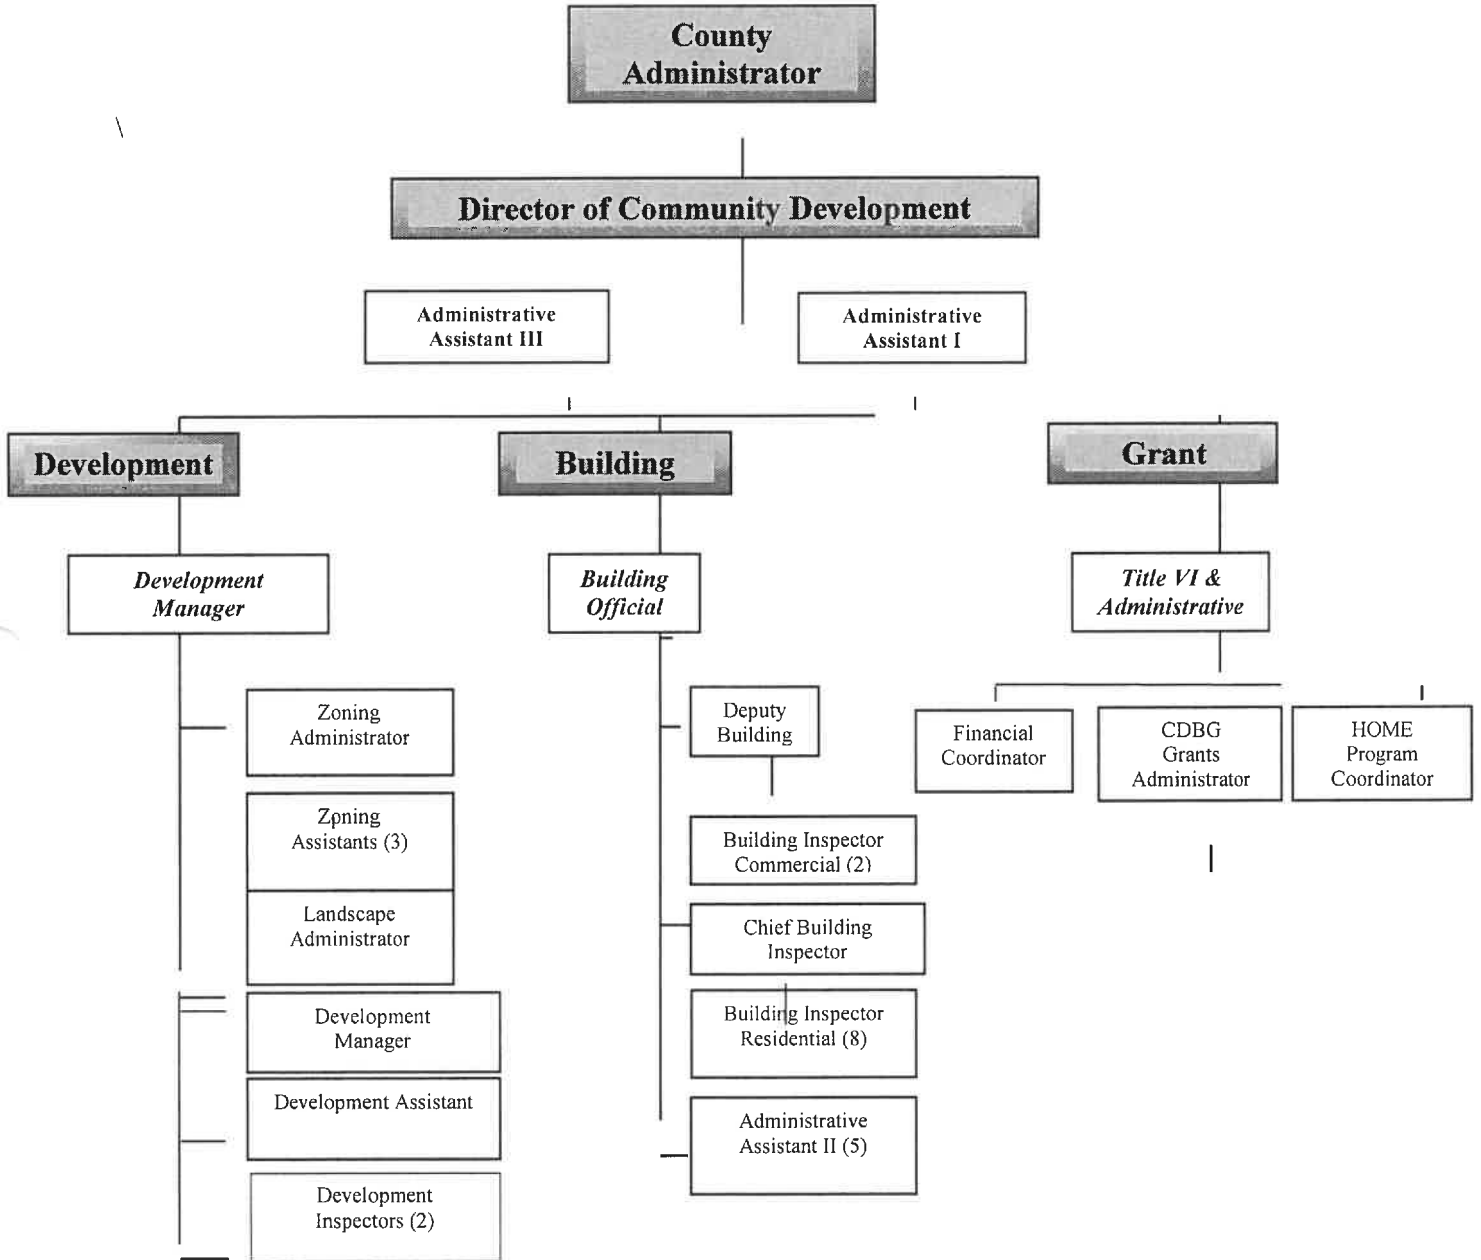 County
Administrator
Director of Community Development
Administrative
Assistant III
Administrative
Assistant I
Development
Building
Grant
Development
Manager
Building
Official
Title VI &
Administrative
Zoning
Administrator
Zoning
Assistants (3)
Landscape
Administrator
Development
Manager
Development Assistant
Development
Inspectors (2)
Deputy
Building
Building Inspector
Commercial (2)
Chief Building
Inspector
Building Inspector
Residential (8)
Administrative
Assistant II (5)
Financial
Coordinator
CDBG
Grants
Administrator
HOME
Program
Coordinator